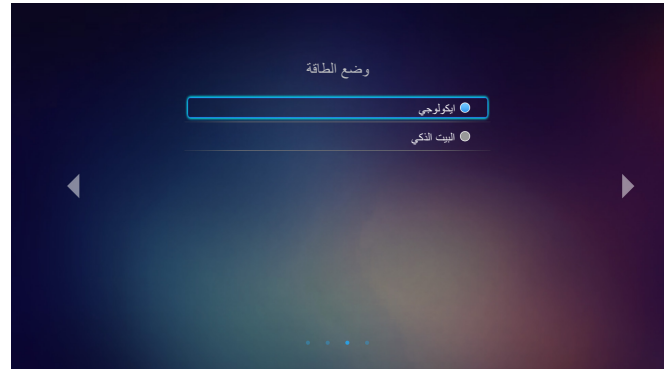 وضع الطاقة
ايكولوجي
البيت الذكي